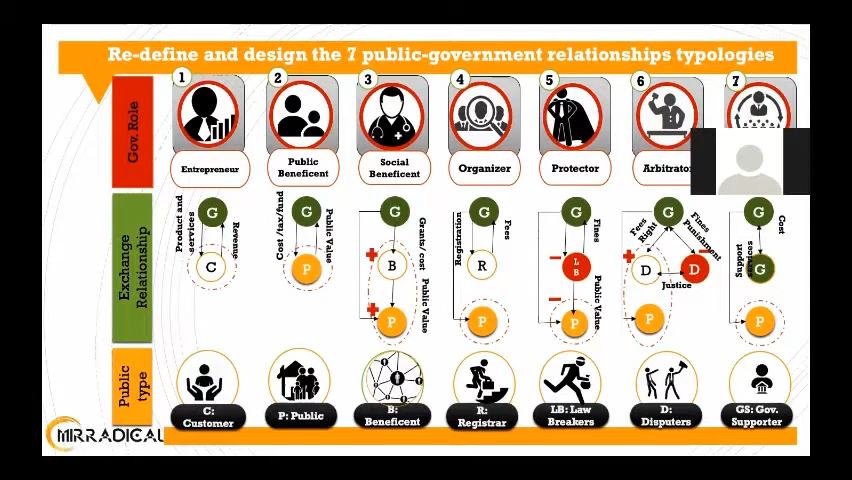 Re-define and design the 7 public-government relationships typologies
1
2
3
4
5
6
7
Gov. Role
Entrepreneur
Public
Beneficent
Social
Beneficent
Organizer
Protector
Arbitrator
Exchange
Relationship
Product and
services
G
Revenue
C
Cost /tax/fund
G
Public Value
P
G
Grants/ cost
B
Public Value
P
Registration
G
Fees
R
P
G
Fines
L
B
Public Value
P
Fees
Right
G
Fines
Punishment
D
D
Justice
P
G
Cost
Support
services
G
P
Public
type
C:
Customer
P: Public
B:
Beneficent
R:
Registrar
LB: Law
Breakers
D:
Disputers
GS: Gov.
Supporter
MIRRADICAL